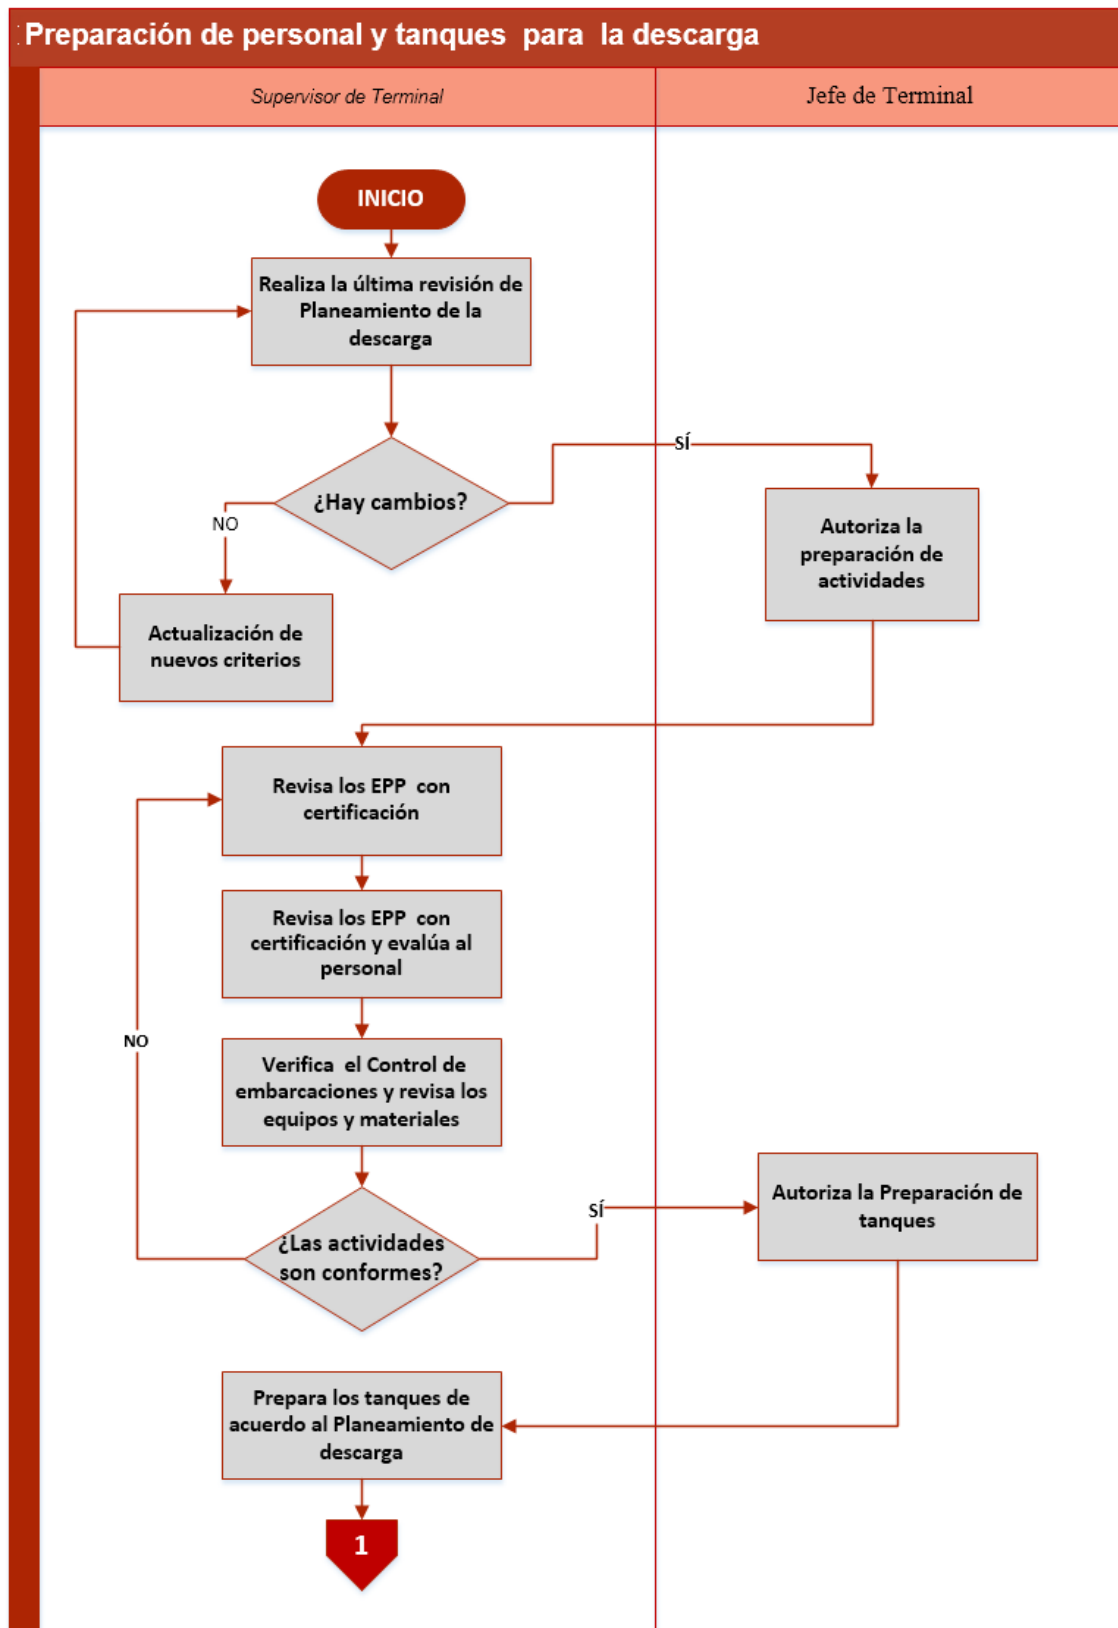 Preparación de personal y tanques para la descarga
Supervisor de Terminal
Jefe de Terminal
INICIO
Realiza la última revisión de
Planeamiento de la
descarga
¿Hay cambios?
SÍ
NO
Autoriza la
preparación de
actividades
Actualización de
nuevos criterios
Revisa los EPP con
certificación
Revisa los EPP con
certificación y evalúa al
personal
NO
Verifica el Control de
embarcaciones y revisa los
equipos y materiales
¿Las actividades
son conformes?
SÍ
Autoriza la Preparación de
tanques
Prepara los tanques de
acuerdo al Planeamiento de
descarga
1